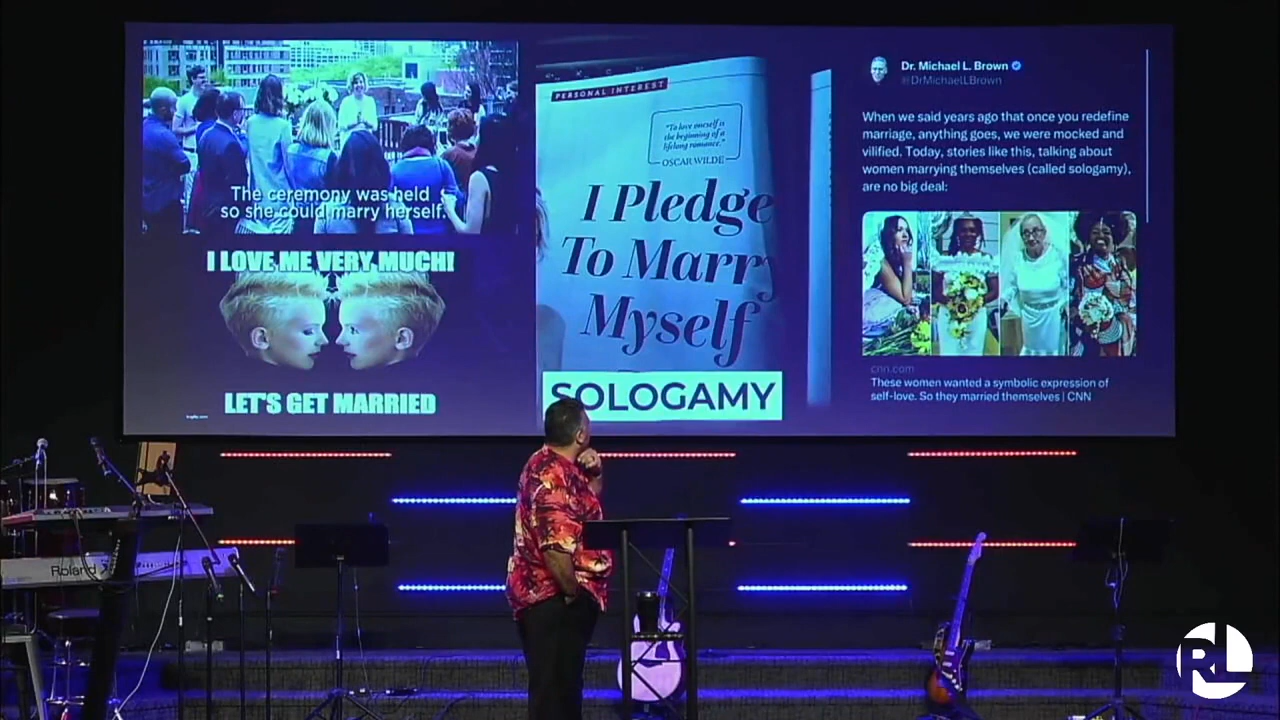 The ceremony was held
so she could marry herself.
I LOVE ME VERY MUCH!
LET'S GET MARRIED
PERSONAL INTEREST
"To love oneself is
the beginning of a
lifelong romance."
OSCAR WILDE
I Pledge
To Marry
Myself
SOLOGAMY
Dr. Michael L. Brown
@DrMichaelLBrown
When we said years ago that once you redefine
marriage, anything goes, we were mocked and
vilified. Today, stories like this, talking about
women marrying themselves (called sologamy),
are no big deal:
cnn.com
These women wanted a symbolic expression of
self-love. So they married themselves | CNN
Roland
RL